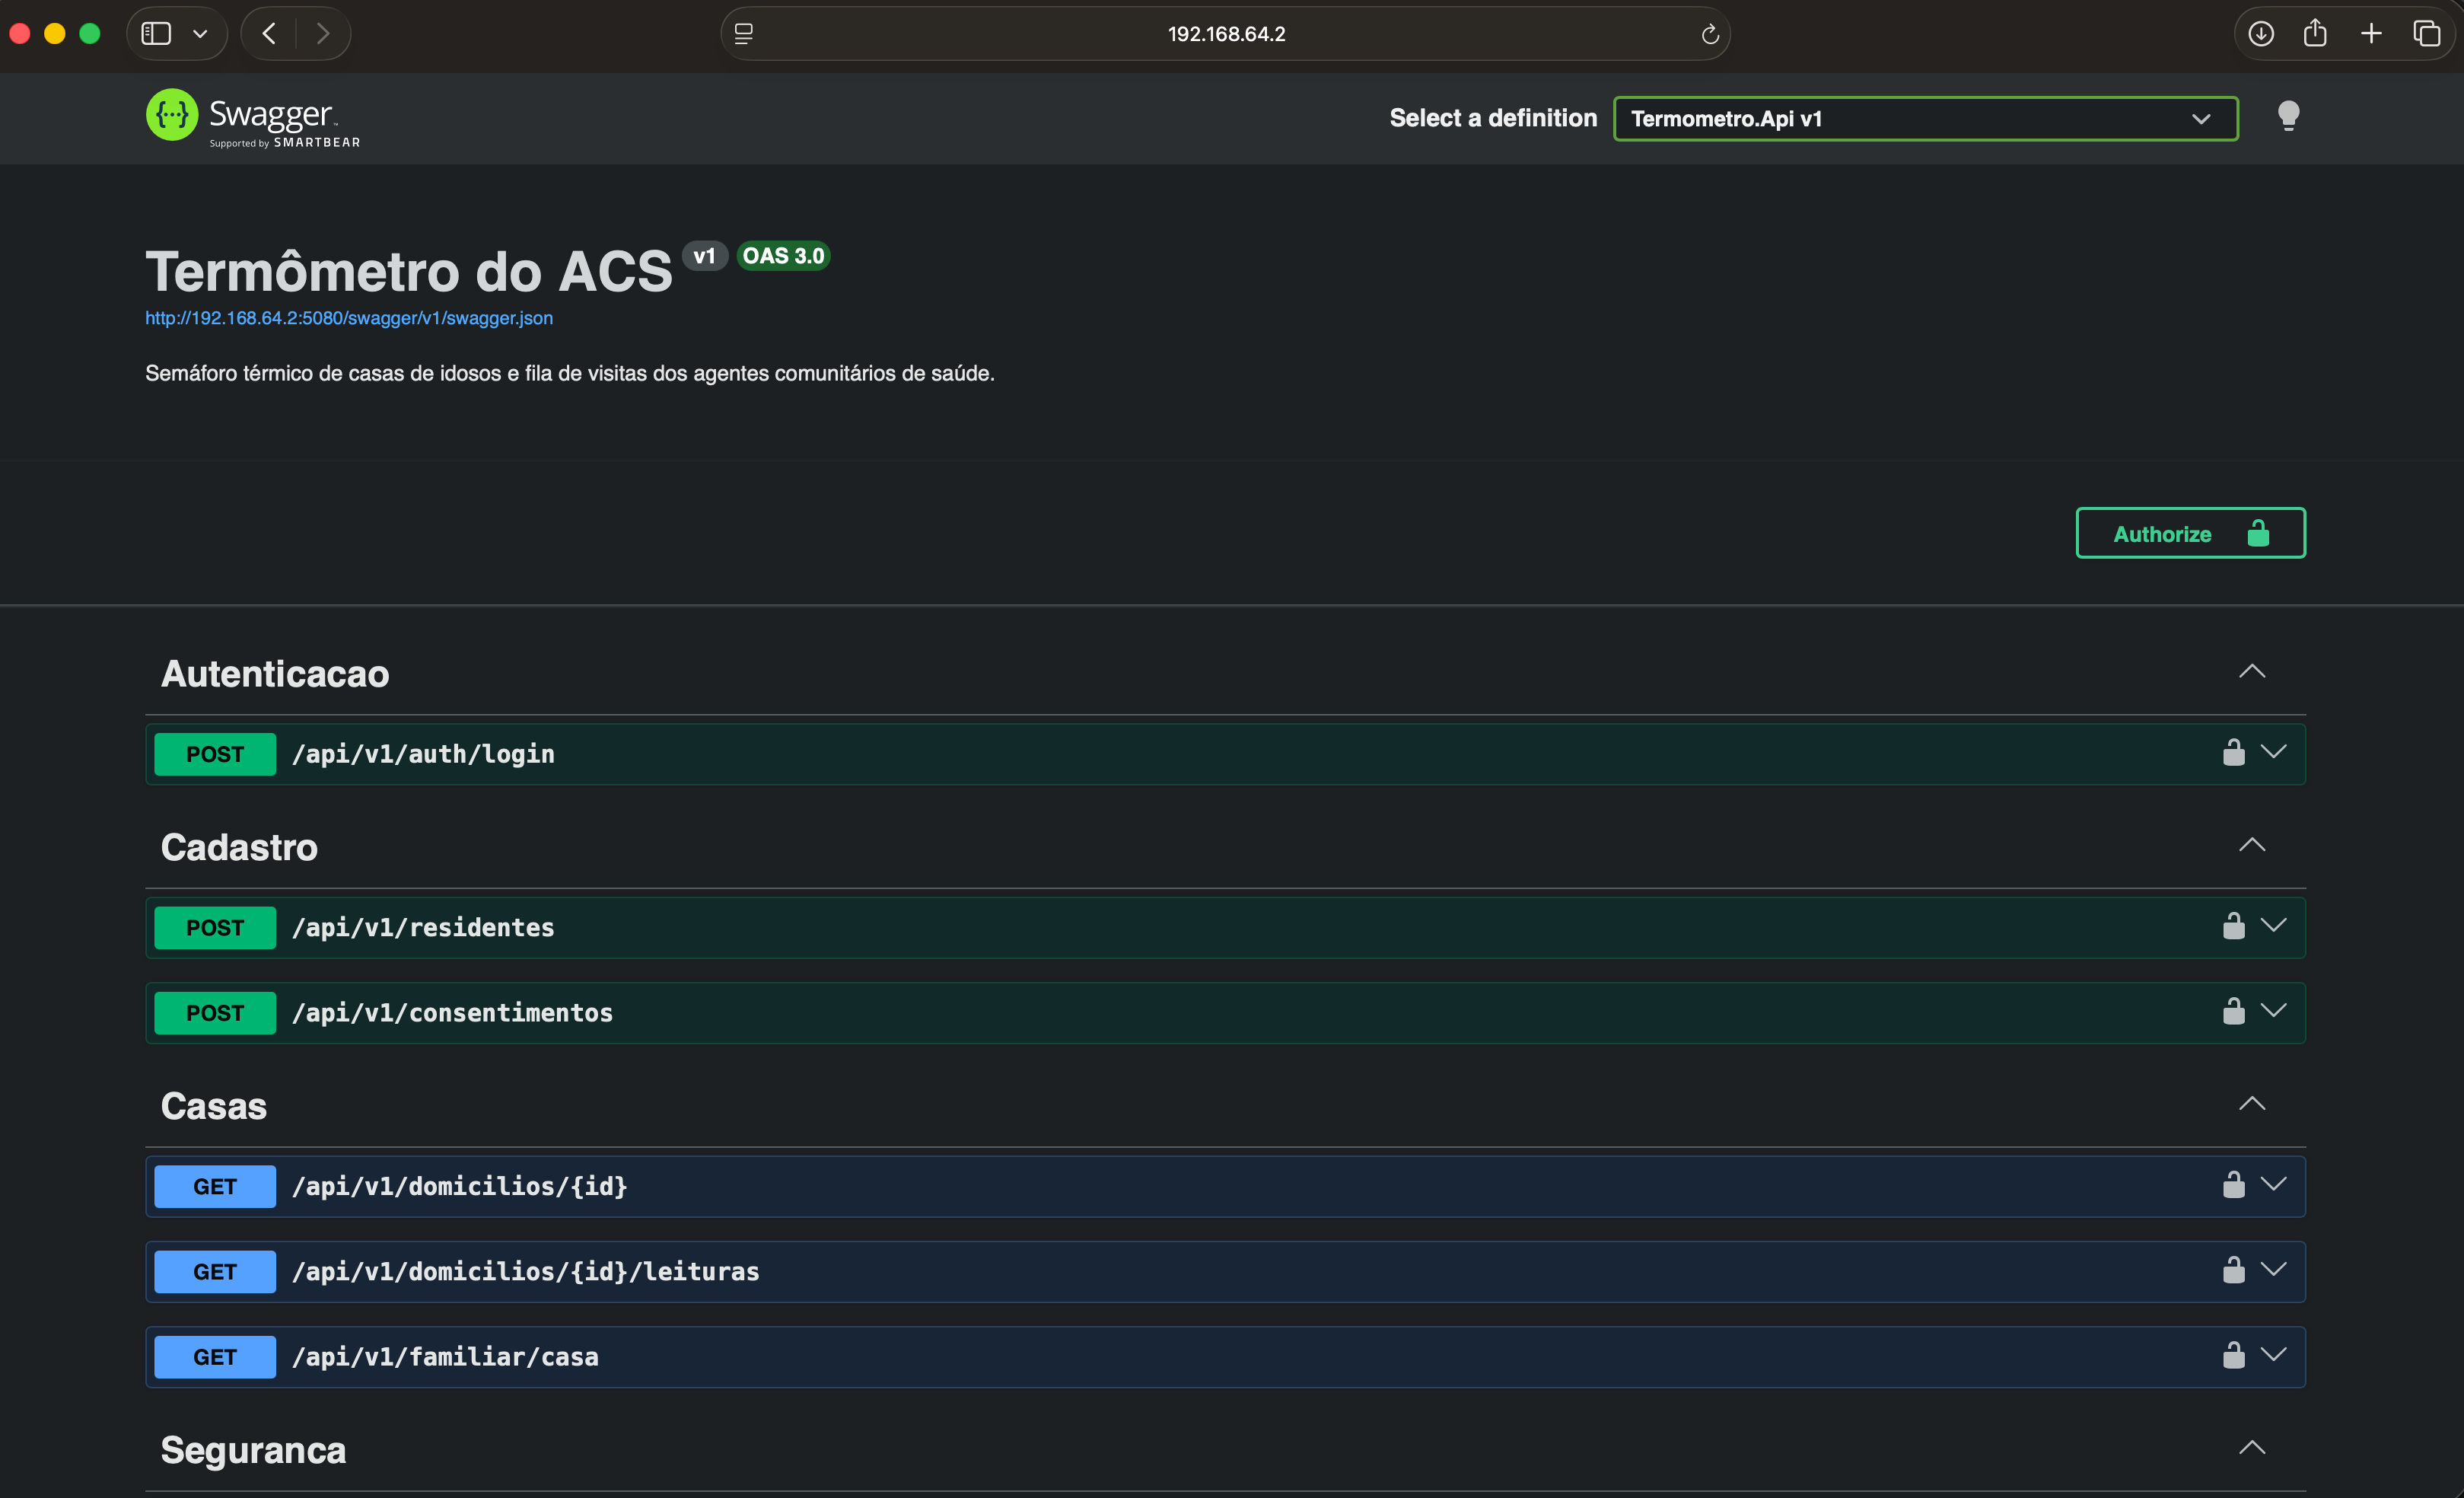 192.168.64.2
Swagger
Supported by SMARTBEAR
Select a definition
Termometro.Api v1
Termômetro do ACS v1 OAS 3.0
http://192.168.64.2:5080/swagger/v1/swagger.json
Semáforo térmico de casas de idosos e fila de visitas dos agentes comunitários de saúde.
Authorize
Autenticacao
POST /api/v1/auth/login
Cadastro
POST /api/v1/residentes
POST /api/v1/consentimentos
Casas
GET /api/v1/domicilios/{id}
GET /api/v1/domicilios/{id}/leituras
GET /api/v1/familiar/casa
Seguranca